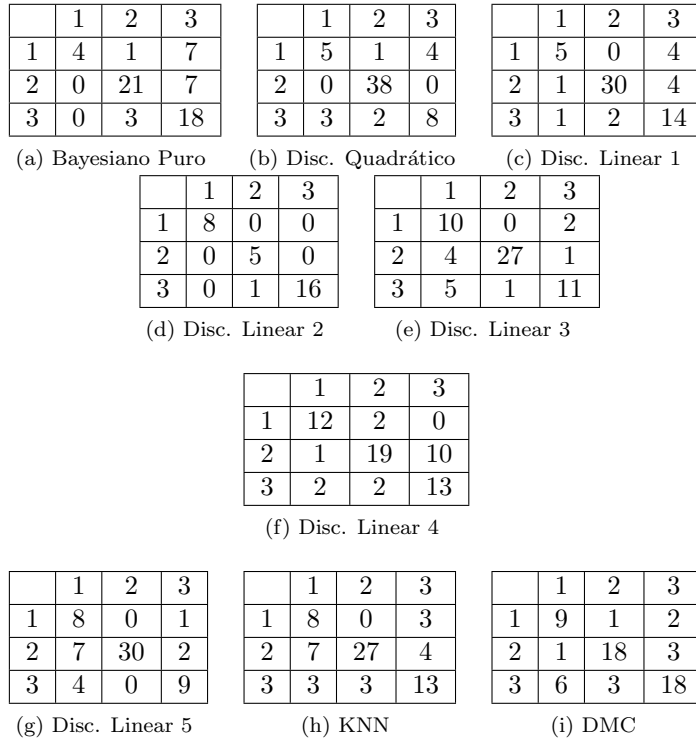 1 2 3 1 2 3 1 2 3
1 4 1 7 1 5 1 4 1 5 0 4
2 0 21 7 2 0 38 0 2 1 30 4
3 0 3 18 3 3 2 8 3 1 2 14
(a) Bayesiano Puro (b) Disc. Quadrático (c) Disc. Linear 1
1 2 3 1 2 3
1 8 0 0 1 10 0 2
2 0 5 0 2 4 27 1
3 0 1 16 3 5 1 11
(d) Disc. Linear 2 (e) Disc. Linear 3
1 2 3
1 12 2 0
2 1 19 10
3 2 2 13
(f) Disc. Linear 4
1 2 3 1 2 3 1 2 3
1 8 0 1 1 8 0 3 1 9 1 2
2 7 30 2 2 7 27 4 2 1 18 3
3 4 0 9 3 3 3 13 3 6 3 18
(g) Disc. Linear 5 (h) KNN (i) DMC